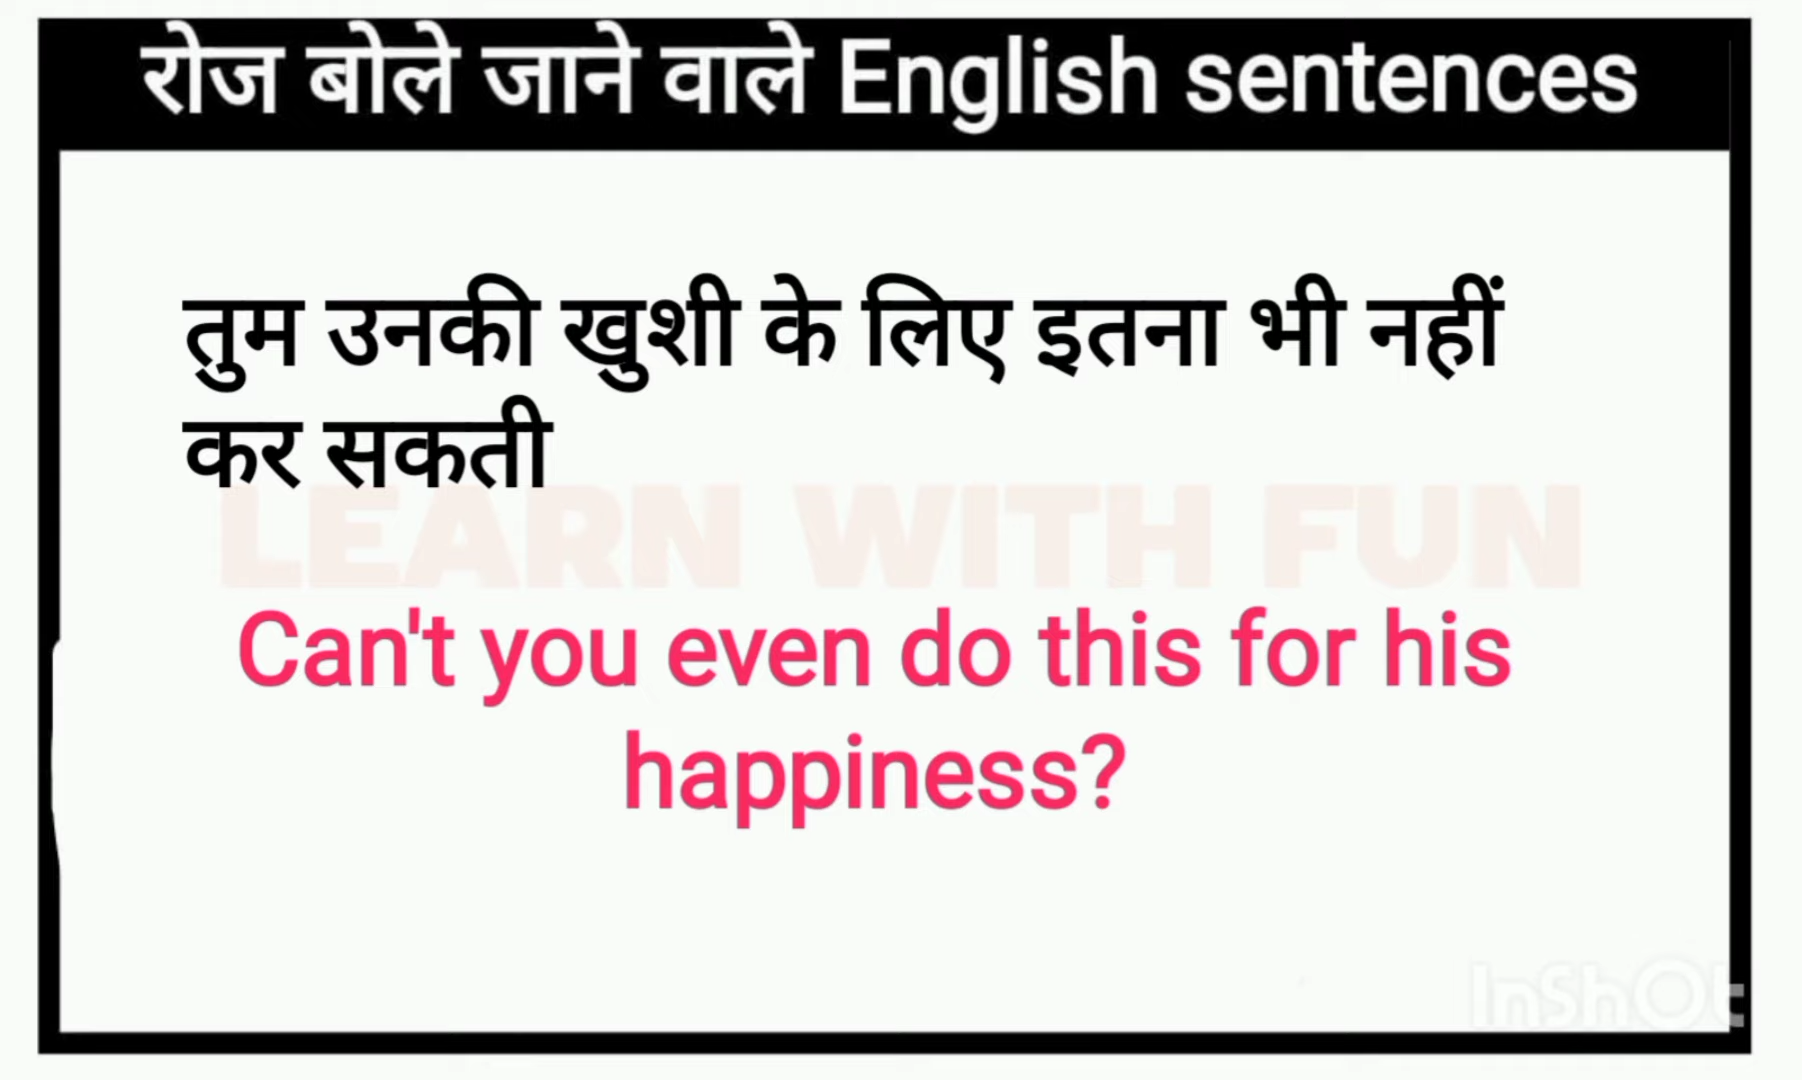 रोज बोले जाने वाले English sentences
तुम उनकी खुशी के लिए इतना भी नहीं
कर सकती
LEARN WITH FUN
Can't you even do this for his
happiness?
InShOt